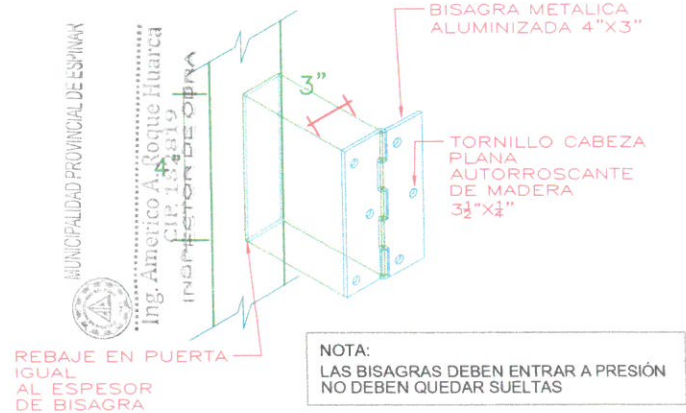 BISAGRA METALICA
ALUMINIZADA 4"X3"
3"
TORNILLO CABEZA
PLANA
AUTORROSCANTE
DE MADERA
3½"X¼"
4"
MUNICIPALIDAD PROVINCIAL DE ESPINAR
Ing. Americo A. Roque Huarca
CIP.
INSPECTOR DE OBRA
REBAJE EN PUERTA
IGUAL
AL ESPESOR
DE BISAGRA
NOTA:
LAS BISAGRAS DEBEN ENTRAR A PRESIÓN
NO DEBEN QUEDAR SUELTAS